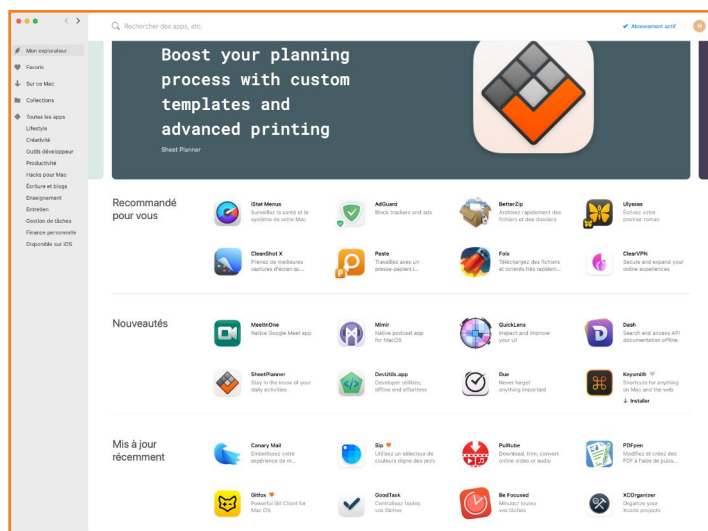 Rechercher des apps, etc.
Abonnement actif
Mon explorateur
Favoris
Sur ce Mac
Collections
Toutes les apps
Lifestyle
Créativité
Outils développeur
Productivité
Hacks pour Mac
Écriture et blogs
Enseignement
Entretien
Gestion de tâches
Finance personnelle
Disponible sur iOS
Boost your planning
process with custom
templates and
advanced printing
Sheet Planner
Recommandé
pour vous
iStat Menus
Surveillez la santé et le
système de votre Mac
AdGuard
Block trackers and ads
BetterZip
Archivez rapidement des
fichiers et des dossiers
Ulysses
Écrivez votre
premier roman
CleanShot X
Prenez de meilleures
captures d'écran qu...
Paste
Travaillez avec un
presse-papiers i...
Folx
Téléchargez des fichiers
et torrents très rapidem...
ClearVPN
Secure and expand your
online experiences
Nouveautés
MeetInOne
Native Google Meet app
Mimir
Native podcast app
for MacOS
QuickLens
Inspect and improve
your UI
Dash
Search and access API
documentation offline
SheetPlanner
Stay in the know of your
daily activities
DevUtils.app
Developer utilities,
offline and effortless
Due
Never forget
anything important
Keysmith
Shortcuts for anything
on Mac and the web
Installer
Mis à jour
récemment
Canary Mail
Embellissez votre
expérience de m...
Sip
Utilisez un sélecteur de
couleurs digne des pros
Pulltube
Download, trim, convert
online video or audio
PDFpen
Modifiez et créez des
PDF à l'aide de puissa...
Gitfox
Powerful Git Client for
Mac OS
GoodTask
Centralisez toutes
vos tâches
Be Focused
Minutez toutes
vos tâches
XCOrganizer
Organize your
Xcode projects